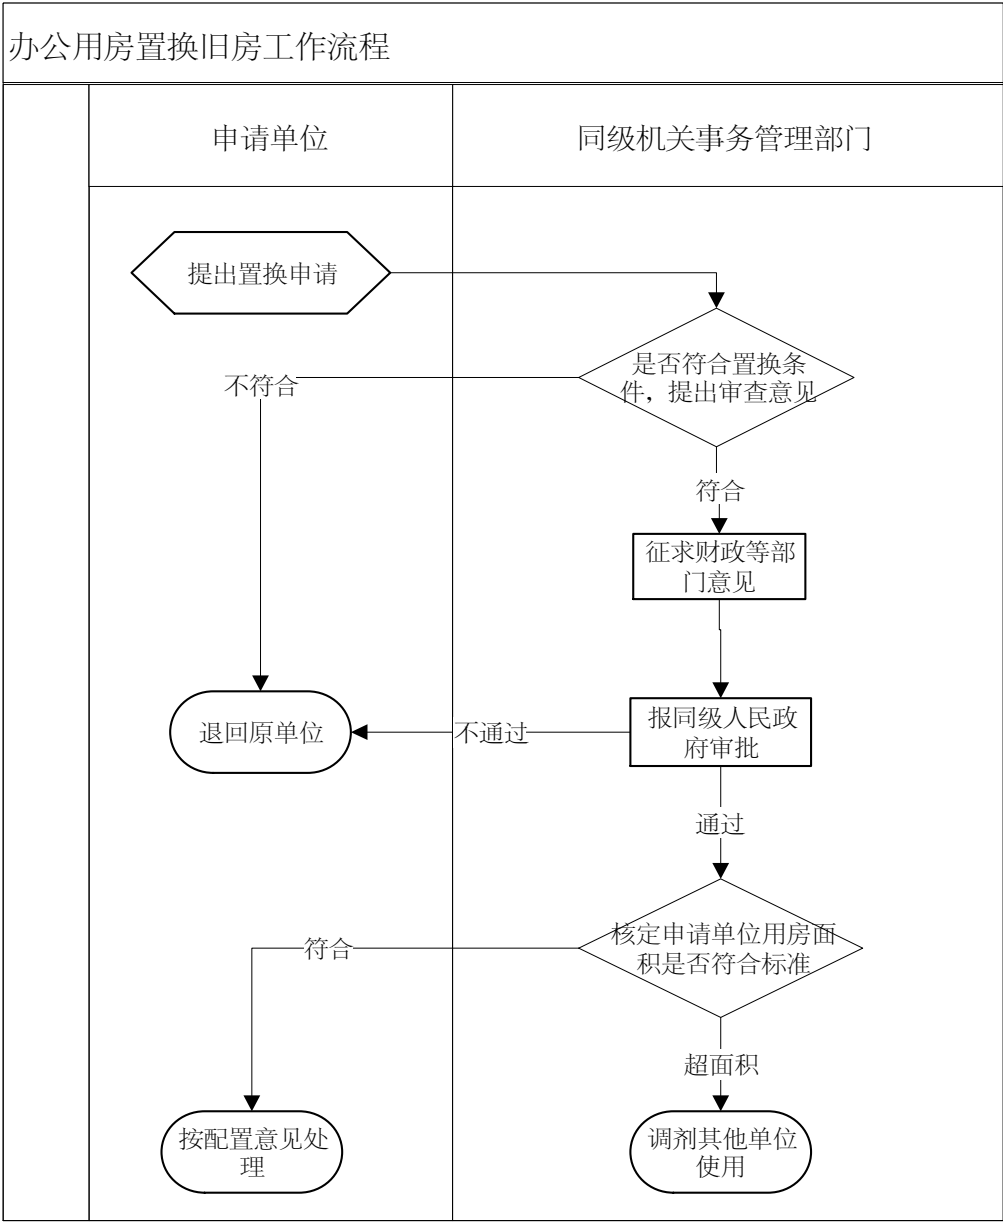 办公用房置换旧房工作流程
申请单位
同级机关事务管理部门
提出置换申请
是否符合置换条
件，提出审查意见
不符合
符合
征求财政等部
门意见
退回原单位
不通过
报同级人民政
府审批
通过
核定申请单位用房面
积是否符合标准
符合
超面积
按配置意见处
理
调剂其他单位
使用